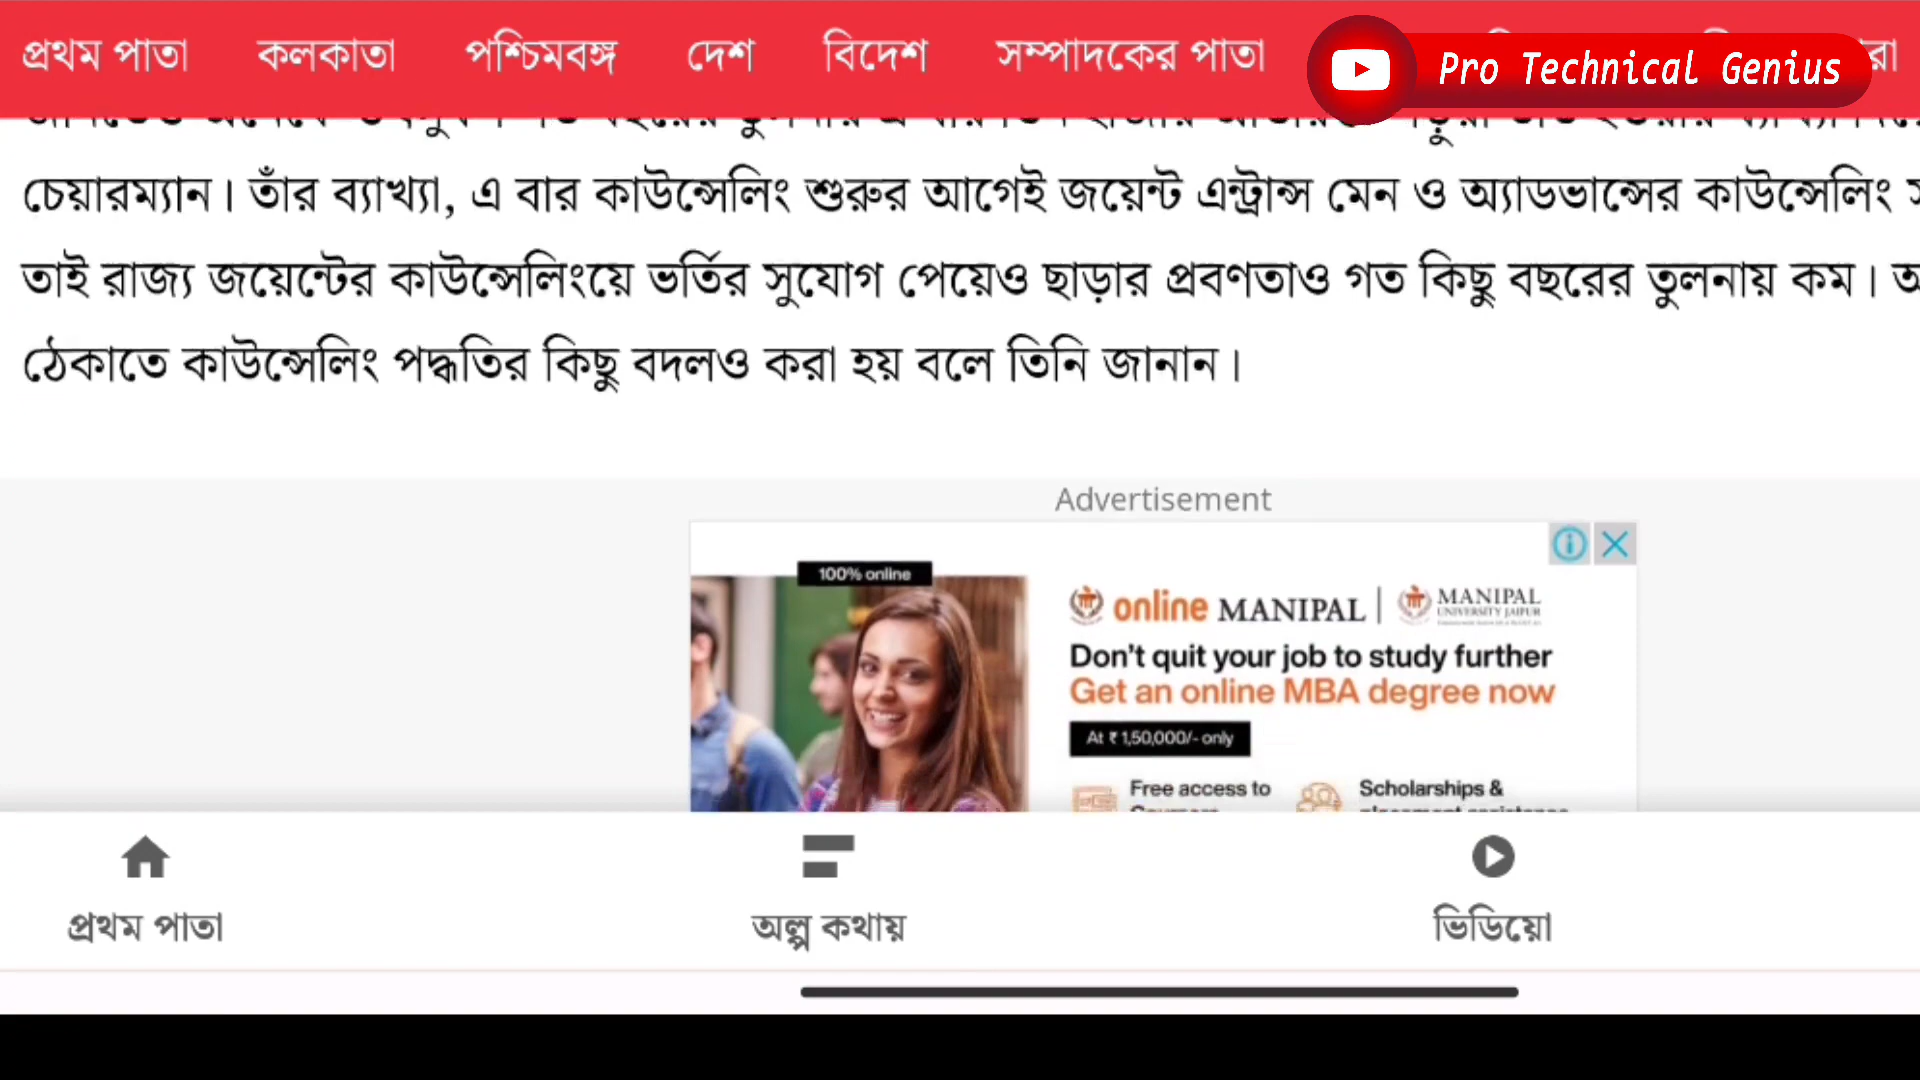 প্রথম পাতা কলকাতা পশ্চিমবঙ্গ দেশ বিদেশ সম্পাদকের পাতা
Pro Technical Genius
চেয়ারম্যান। তাঁর ব্যাখ্যা, এ বার কাউন্সেলিং শুরুর আগেই জয়েন্ট এন্ট্রান্স মেন ও অ্যাডভান্সের কাউন্সেলিং
তাই রাজ্য জয়েন্টের কাউন্সেলিংয়ে ভর্তির সুযোগ পেয়েও ছাড়ার প্রবণতাও গত কিছু বছরের তুলনায় কম।
ঠেকাতে কাউন্সেলিং পদ্ধতির কিছু বদলও করা হয় বলে তিনি জানান।
Advertisement
100% online
online MANIPAL | MANIPAL
UNIVERSITY JAIPUR
Don't quit your job to study further
Get an online MBA degree now
At ₹ 1,50,000/- only
Free access to
Scholarships &
প্রথম পাতা
অল্প কথায়
ভিডিয়ো